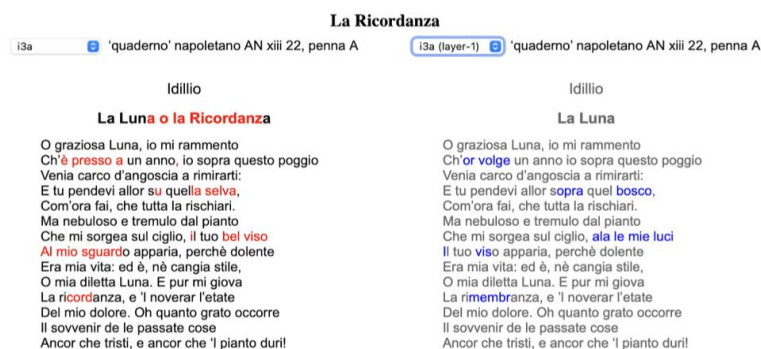 La Ricordanza
i3a 'quaderno' napoletano AN xiii 22, penna A
Idillio
La Luna o la Ricordanza
O graziosa Luna, io mi rammento
Ch'è presso a un anno, io sopra questo poggio
Venia carco d'angoscia a rimirarti:
E tu pendevi allor su quella selva,
Com'ora fai, che tutta la rischiari.
Ma nebuloso e tremulo dal pianto
Che mi sorgea sul ciglio, il tuo bel viso
Al mio sguardo apparia, perchè dolente
Era mia vita: ed è, nè cangia stile,
O mia diletta Luna. E pur mi giova
La ricordanza, e 'l noverar l'etate
Del mio dolore. Oh quanto grato occorre
Il sovvenir de le passate cose
Ancor che tristi, e ancor che 'l pianto duri!
i3a (layer-1) 'quaderno' napoletano AN xiii 22, penna A
Idillio
La Luna
O graziosa Luna, io mi rammento
Ch'or volge un anno io sopra questo poggio
Venia carco d'angoscia a rimirarti:
E tu pendevi allor sopra quel bosco,
Com'ora fai, che tutta la rischiari.
Ma nebuloso e tremulo dal pianto
Che mi sorgea sul ciglio, ala le mie luci
Il tuo viso apparia, perchè dolente
Era mia vita: ed è, nè cangia stile,
O mia diletta Luna. E pur mi giova
La rimembranza, e 'l noverar l'etate
Del mio dolore. Oh quanto grato occorre
Il sovvenir de le passate cose
Ancor che tristi, e ancor che 'l pianto duri!